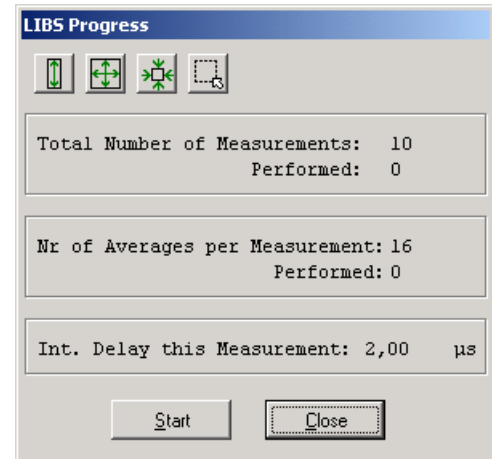 LIBS Progress
Total Number of Measurements: 10
Performed: 0
Nr of Averages per Measurement: 16
Performed: 0
Int. Delay this Measurement: 2,00 µs
Start Close